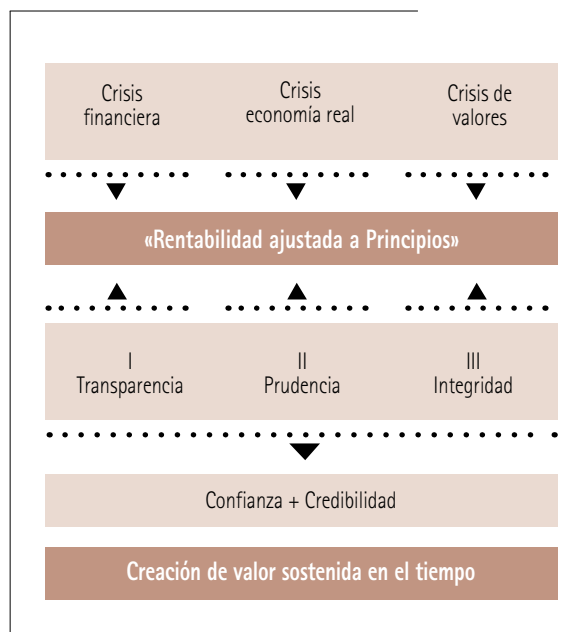 Crisis
financiera
Crisis
economía real
Crisis de
valores
«Rentabilidad ajustada a Principios»
I
Transparencia
II
Prudencia
III
Integridad
Confianza + Credibilidad
Creación de valor sostenida en el tiempo